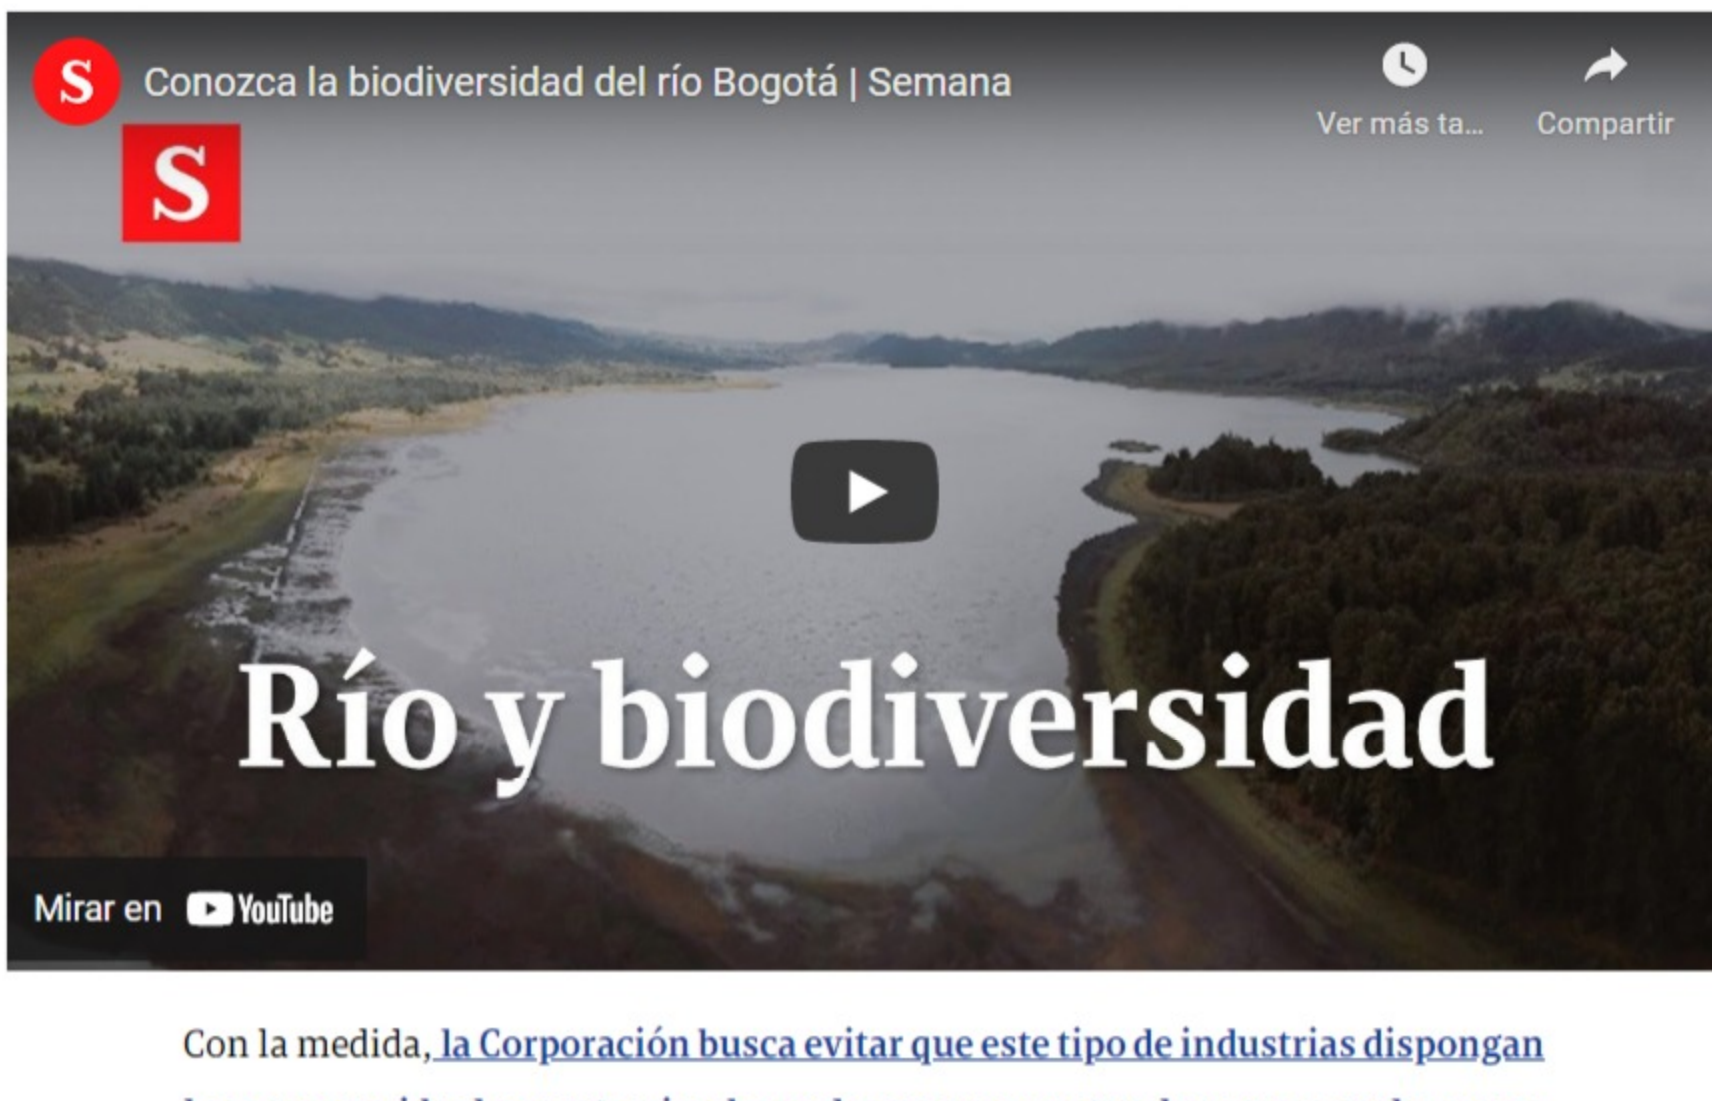 S Conozca la biodiversidad del río Bogotá | Semana
Ver más ta...
Compartir
S
Río y biodiversidad
Mirar en YouTube
Con la medida, la Corporación busca evitar que este tipo de industrias dispongan